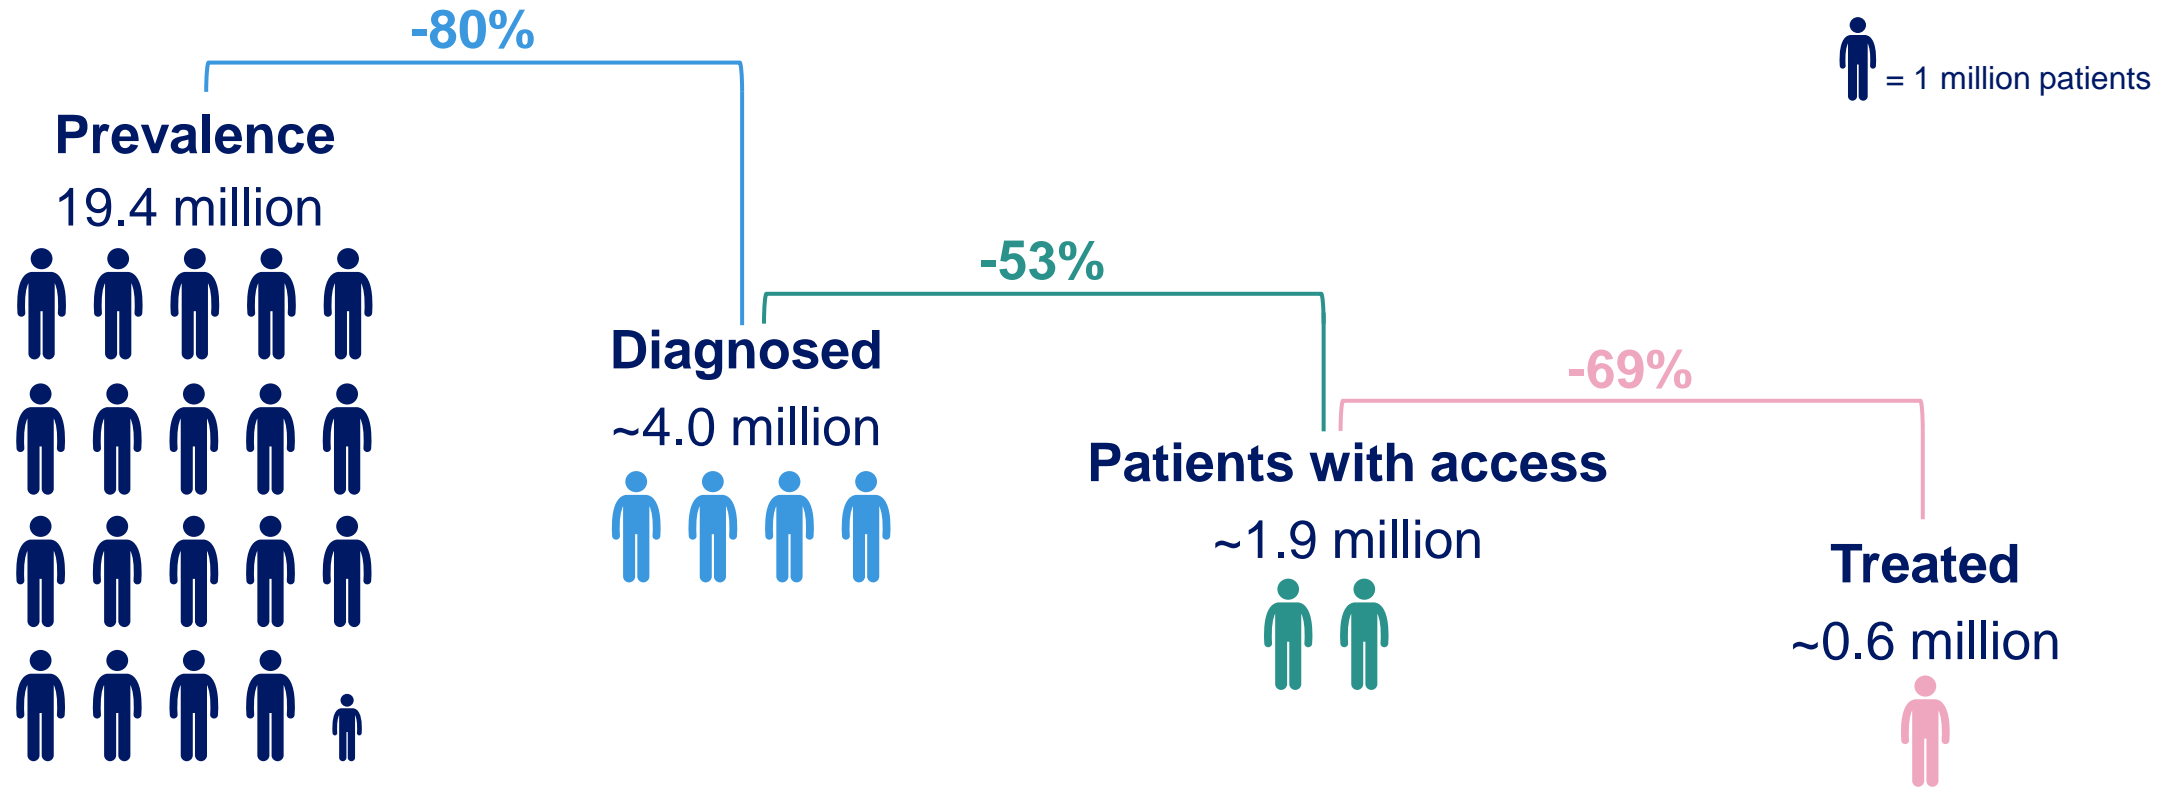 -80%
= 1 million patients
Prevalence
19.4 million
-53%
Diagnosed
~4.0 million
-69%
Patients with access
~1.9 million
Treated
~0.6 million